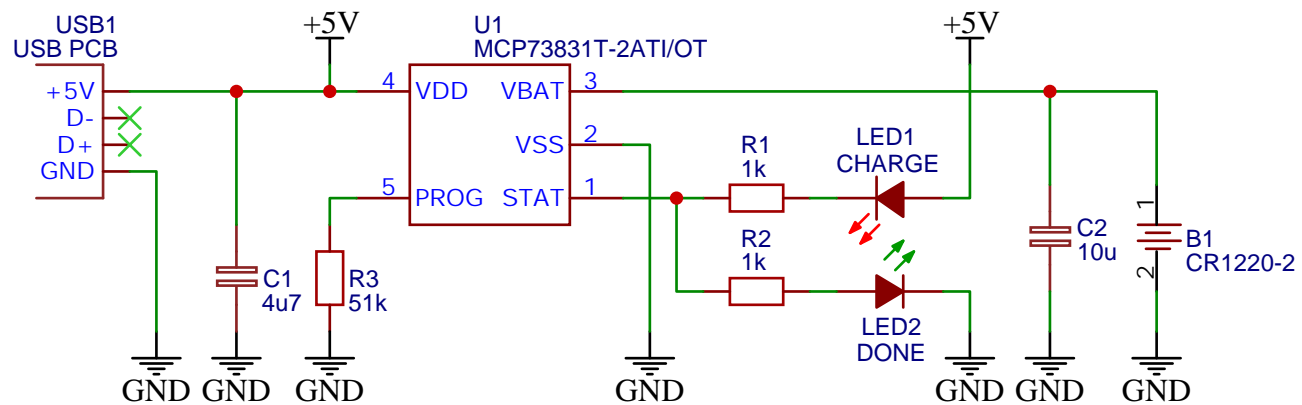 USB1
USB PCB
+5V
D-
D+
GND
+5V
U1
MCP73831T-2ATI/OT
4
VDD
VBAT
3
VSS
2
5
PROG
STAT
1
C1
4u7
R3
51k
R1
1k
R2
1k
LED1
CHARGE
LED2
DONE
+5V
C2
10u
1
2
B1
CR1220-2
GND
GND
GND
GND
GND
GND
GND